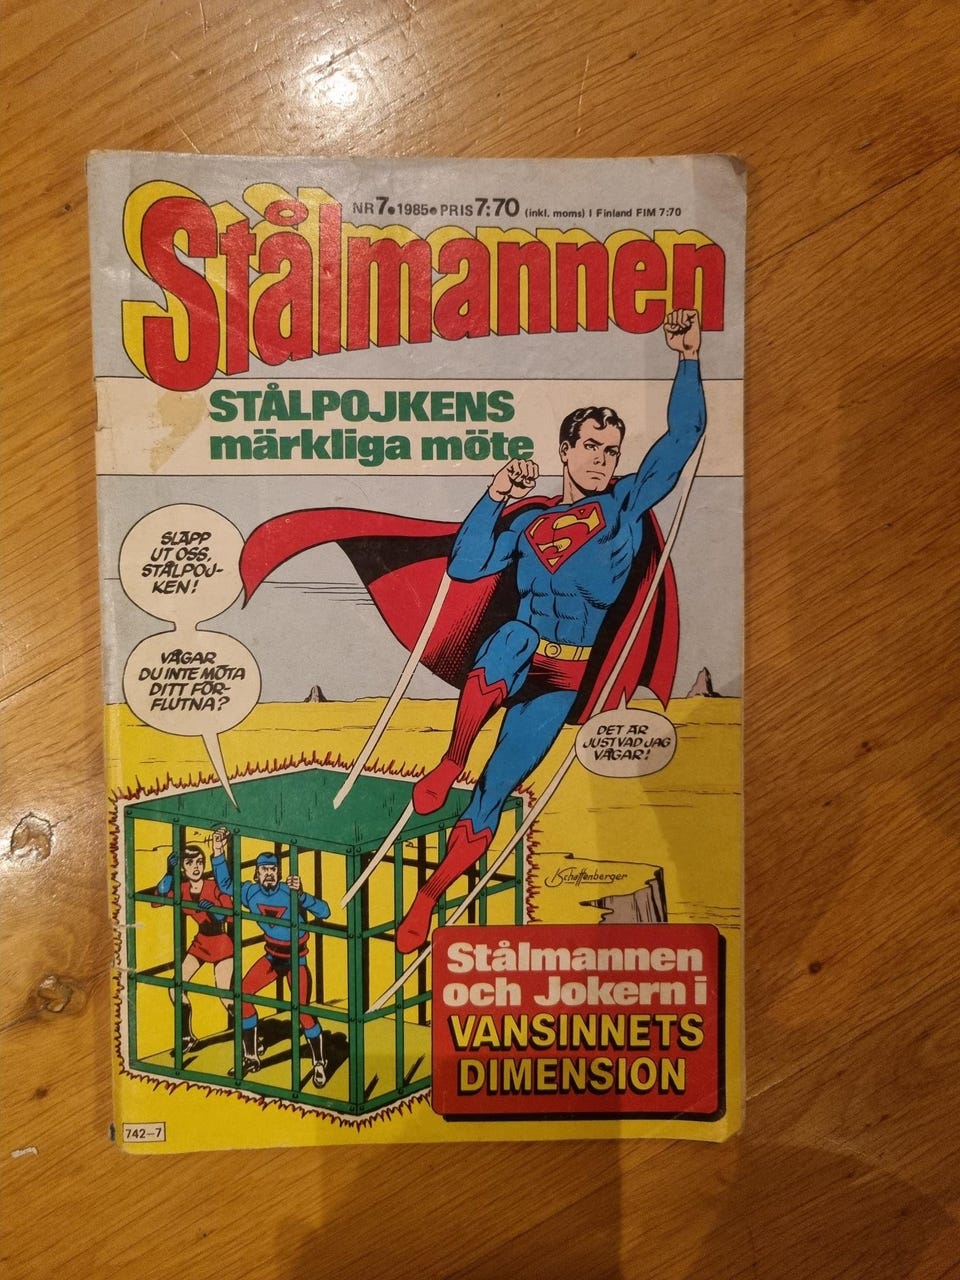 NR 7. 1985 PRIS 7:70 (inkl. moms) I Finland FIM 7:70
Stålmannen
STÅLPOJKENS
märkliga möte
SLÄPP
UT OSS,
STÅLPOJ-
KEN!
VÅGAR
DU INTE MÖTA
DITT FÖR-
FLUTNA?
DET ÄR
JUST VAD JAG
VÅGAR!
KSchaffenberger
Stålmannen
och Jokern i
VANSINNETS
DIMENSION
742-7